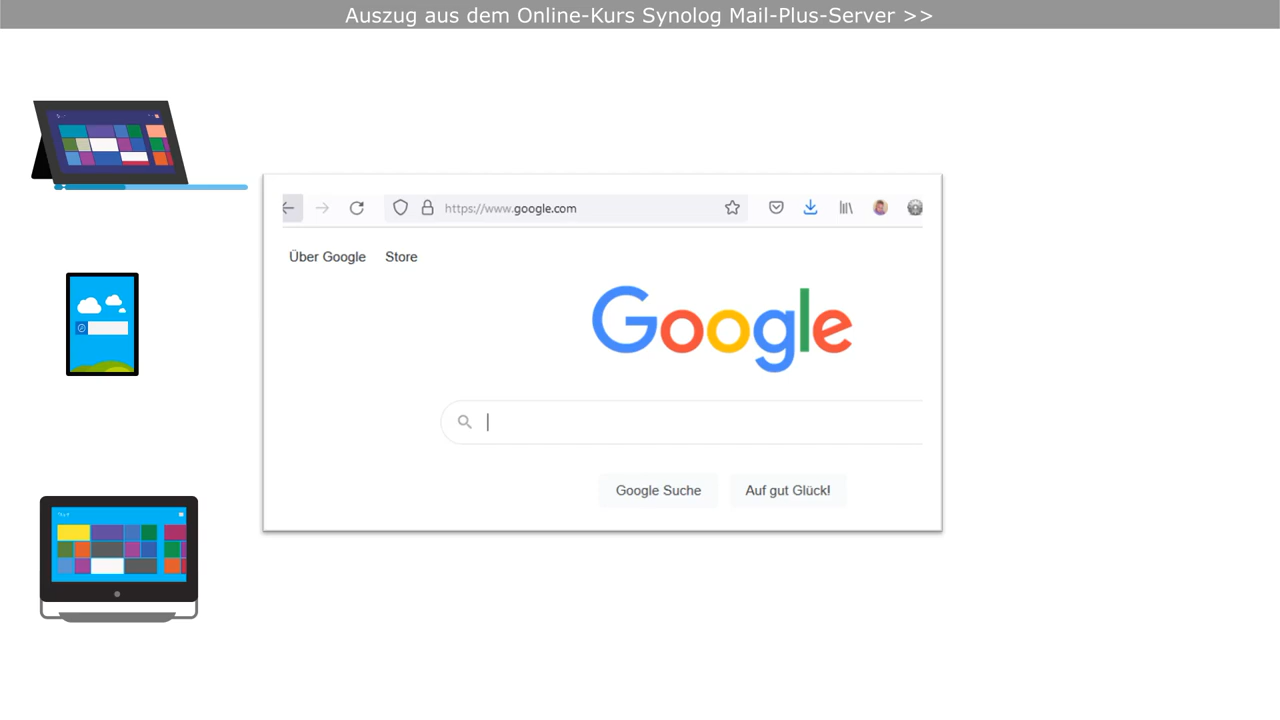 Auszug aus dem Online-Kurs Synolog Mail-Plus-Server >>
https://www.google.com
Über Google Store
Google
Google Suche Auf gut Glück!